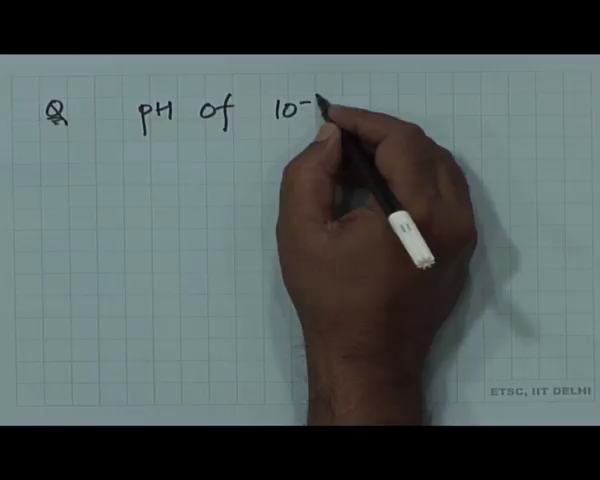 Q pH of 10-
ETSC, IIT DELHI